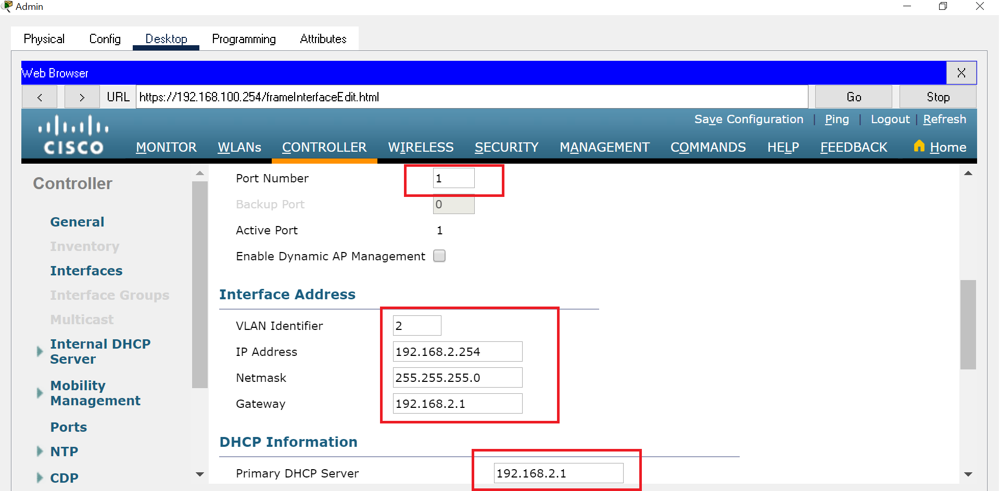 Admin
Physical Config Desktop Programming Attributes
Web Browser X
< > URL https://192.168.100.254/frameInterfaceEdit.html Go Stop
Save Configuration | Ping | Logout | Refresh
CISCO MONITOR WLANs CONTROLLER WIRELESS SECURITY MANAGEMENT COMMANDS HELP FEEDBACK Home
Controller
General
Inventory
Interfaces
Interface Groups
Multicast
Internal DHCP
Server
Mobility
Management
Ports
NTP
CDP
Port Number 1
Backup Port 0
Active Port 1
Enable Dynamic AP Management
Interface Address
VLAN Identifier 2
IP Address 192.168.2.254
Netmask 255.255.255.0
Gateway 192.168.2.1
DHCP Information
Primary DHCP Server 192.168.2.1